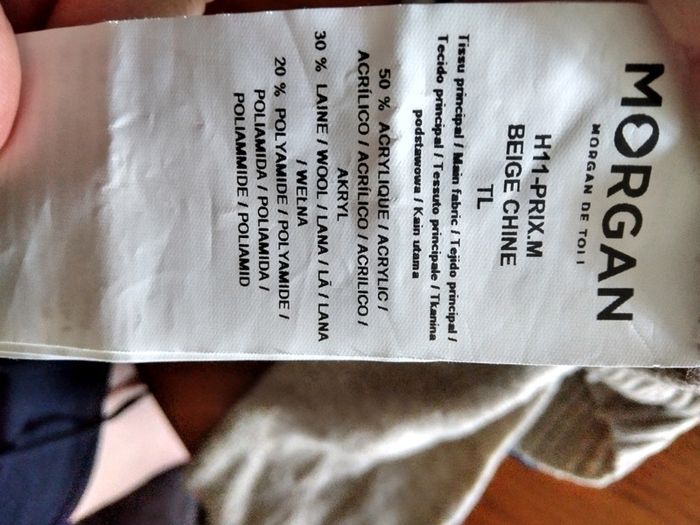 MORGAN
MORGAN DE TOI
H11-PRIX.M
BEIGE CHINE
TL
Tissu principal / Main fabric / Tejido principal /
Tecido principal / Tessuto principale / Tkanina
podstawowa / Kain utama
50 % ACRYLIQUE / ACRYLIC /
ACRÍLICO / ACRÍLICO / ACRILICO /
AKRYL
30 % LAINE / WOOL / LANA / LÃ / LANA
/ WEŁNA
20 % POLYAMIDE / POLYAMIDE /
POLIAMIDA / POLIAMIDA /
POLIAMMIDE / POLIAMID